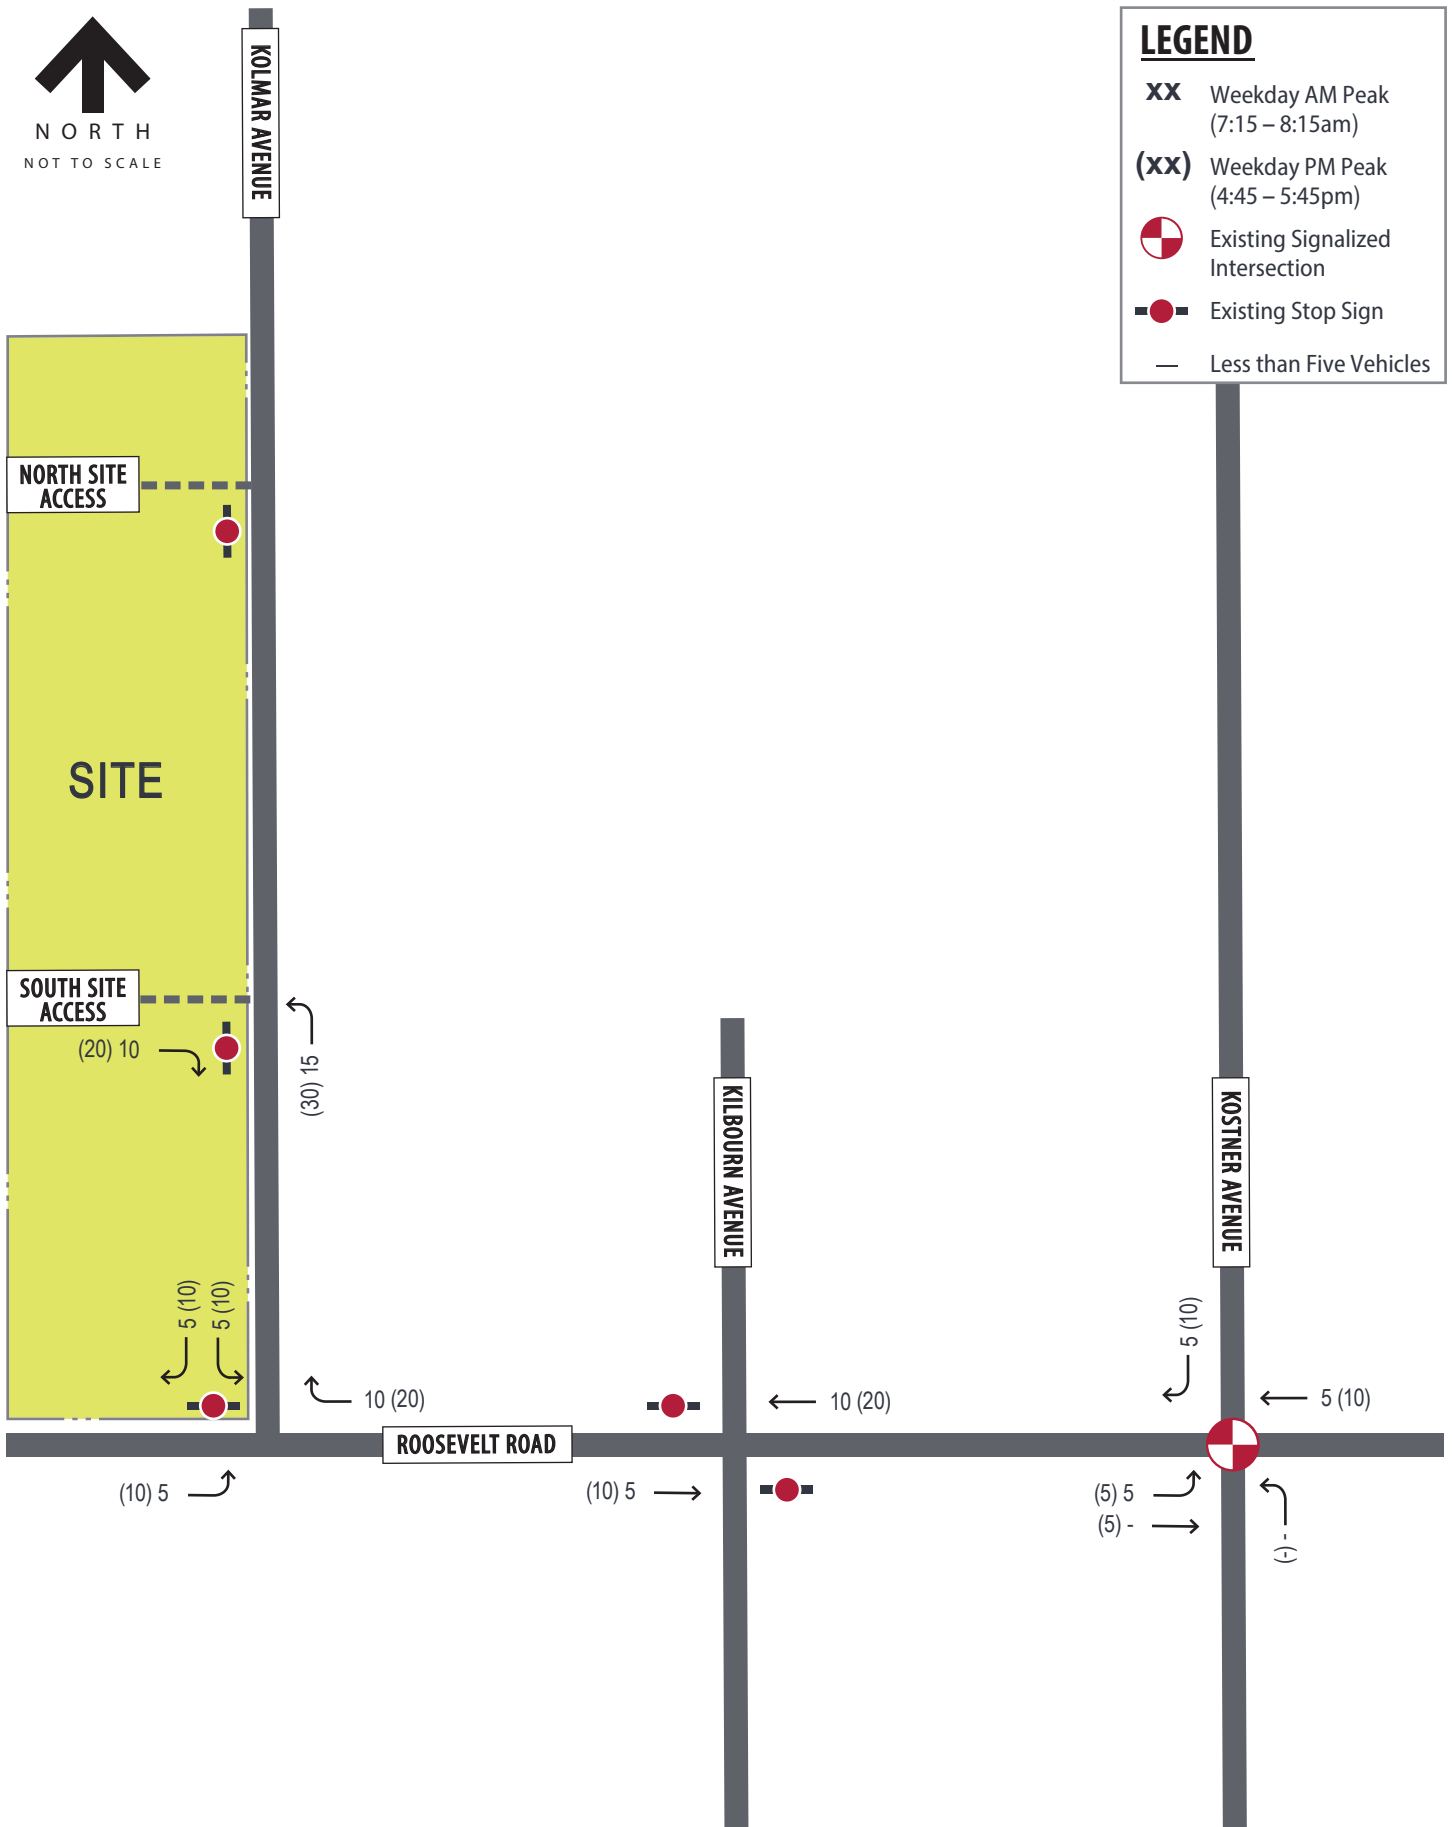 NORTH
NOT TO SCALE
KOLMAR AVENUE
LEGEND
xx Weekday AM Peak
(7:15 – 8:15am)
(xx) Weekday PM Peak
(4:45 – 5:45pm)
Existing Signalized
Intersection
Existing Stop Sign
— Less than Five Vehicles
NORTH SITE
ACCESS
SITE
SOUTH SITE
ACCESS
(20) 10
(30) 15
KILBOURN AVENUE
KOSTNER AVENUE
5 (10)
5 (10)
5 (10)
10 (20)
10 (20)
5 (10)
ROOSEVELT ROAD
(10) 5
(10) 5
(5) 5
(5) -
(-) -